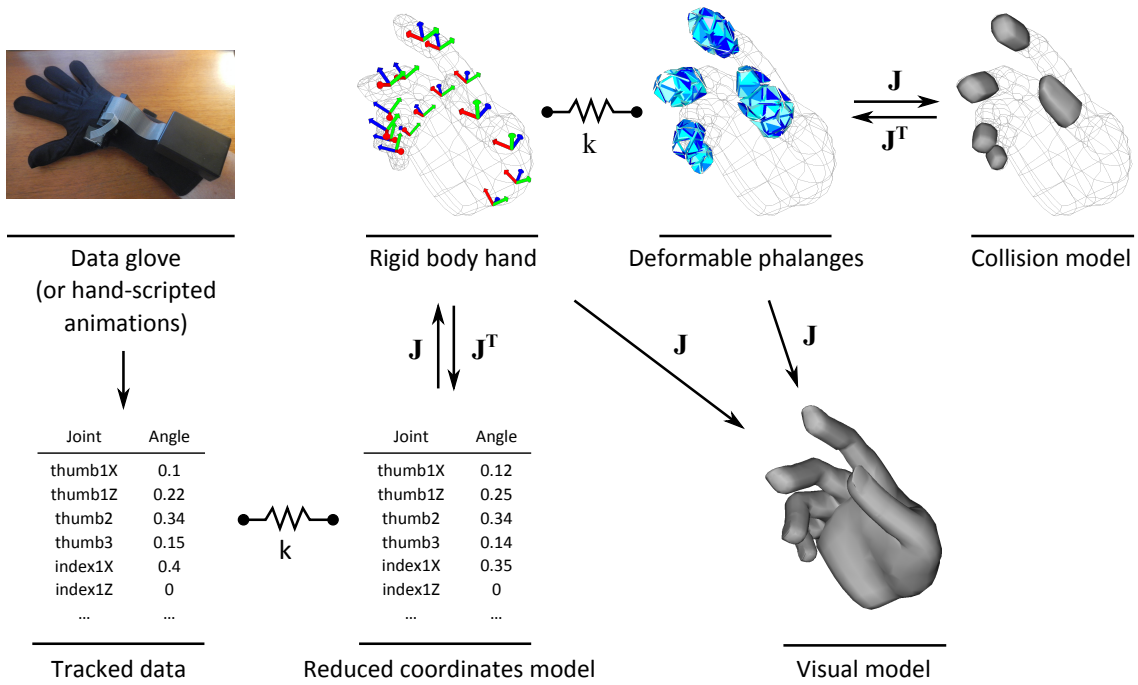 k
J
J^T
Data glove
(or hand-scripted
animations)
Rigid body hand
Deformable phalanges
Collision model
J
J^T
J
J
Joint Angle
thumb1X 0.1
thumb1Z 0.22
thumb2 0.34
thumb3 0.15
index1X 0.4
index1Z 0
... ...
Tracked data
k
Joint Angle
thumb1X 0.12
thumb1Z 0.25
thumb2 0.34
thumb3 0.14
index1X 0.35
index1Z 0
... ...
Reduced coordinates model
Visual model